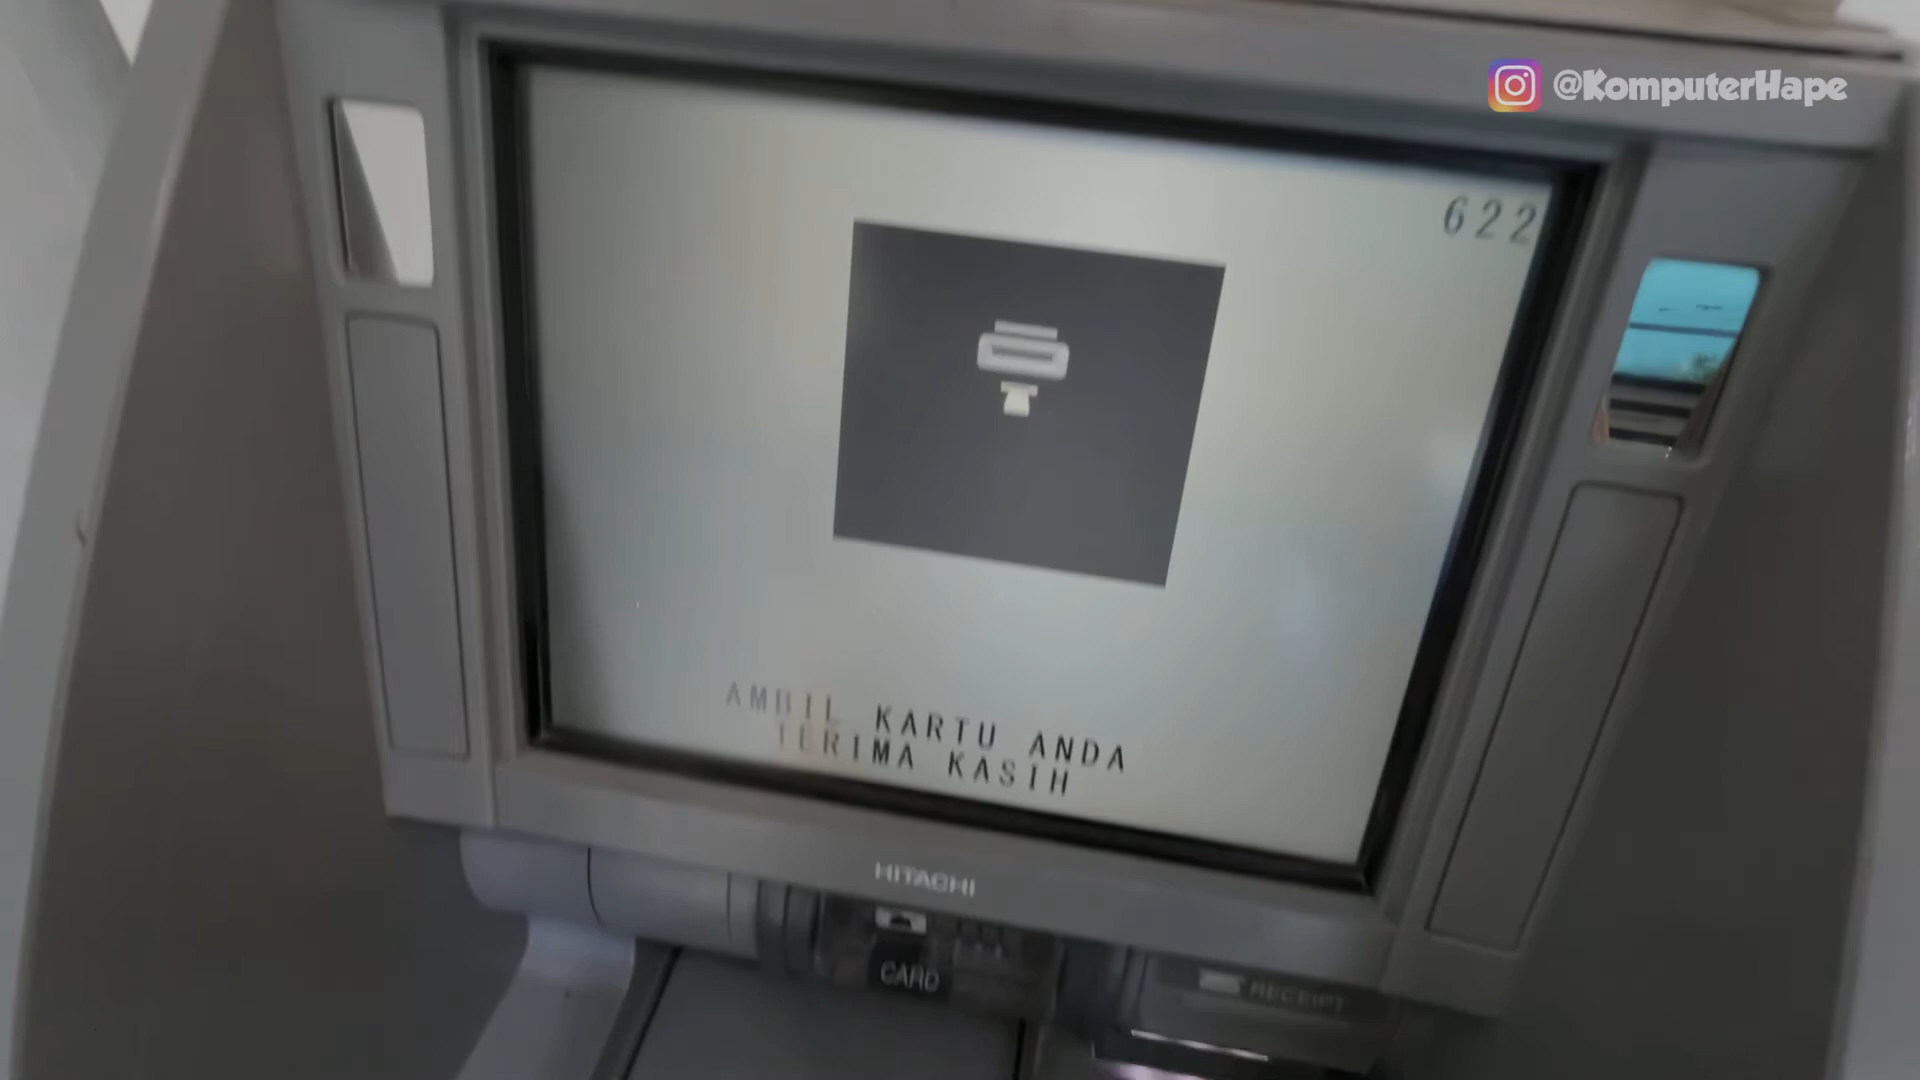 @KomputerHape
622
AMBIL KARTU ANDA
TERIMA KASIH
HITACHI
CARD
RECEIPT